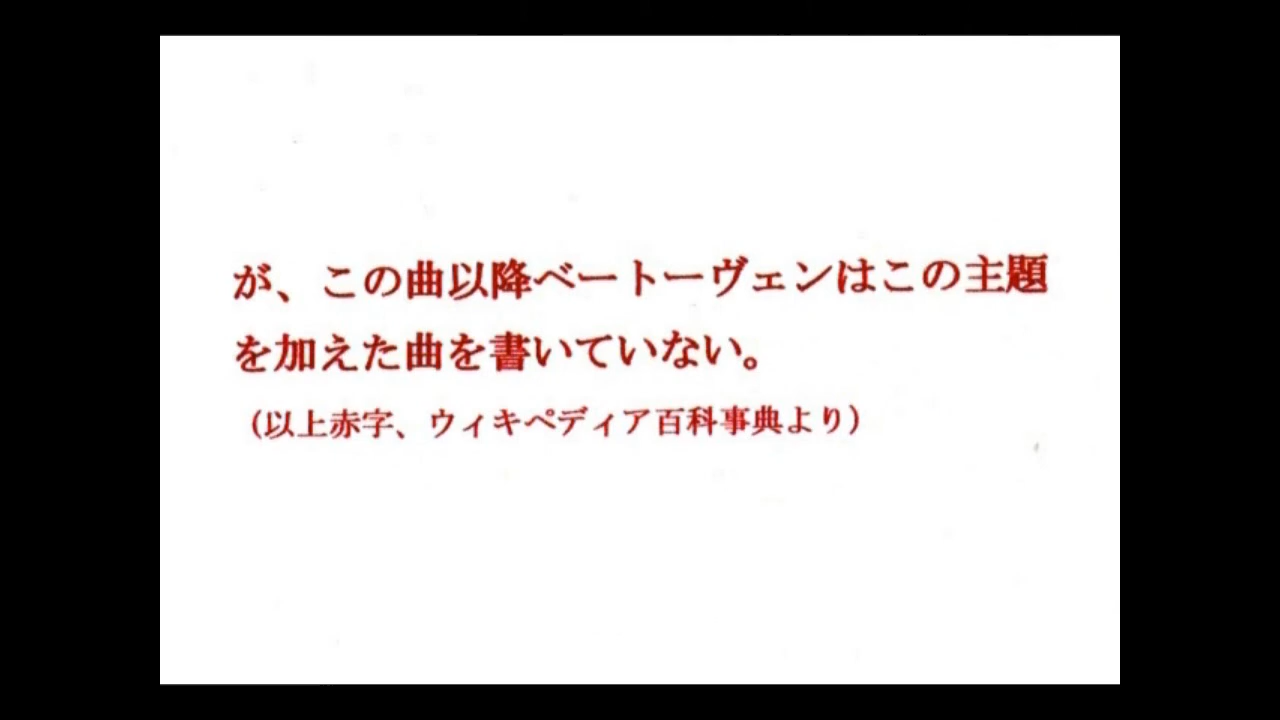 が、この曲以降ベートーヴェンはこの主題
を加えた曲を書いていない。
（以上赤字、ウィキペディア百科事典より）